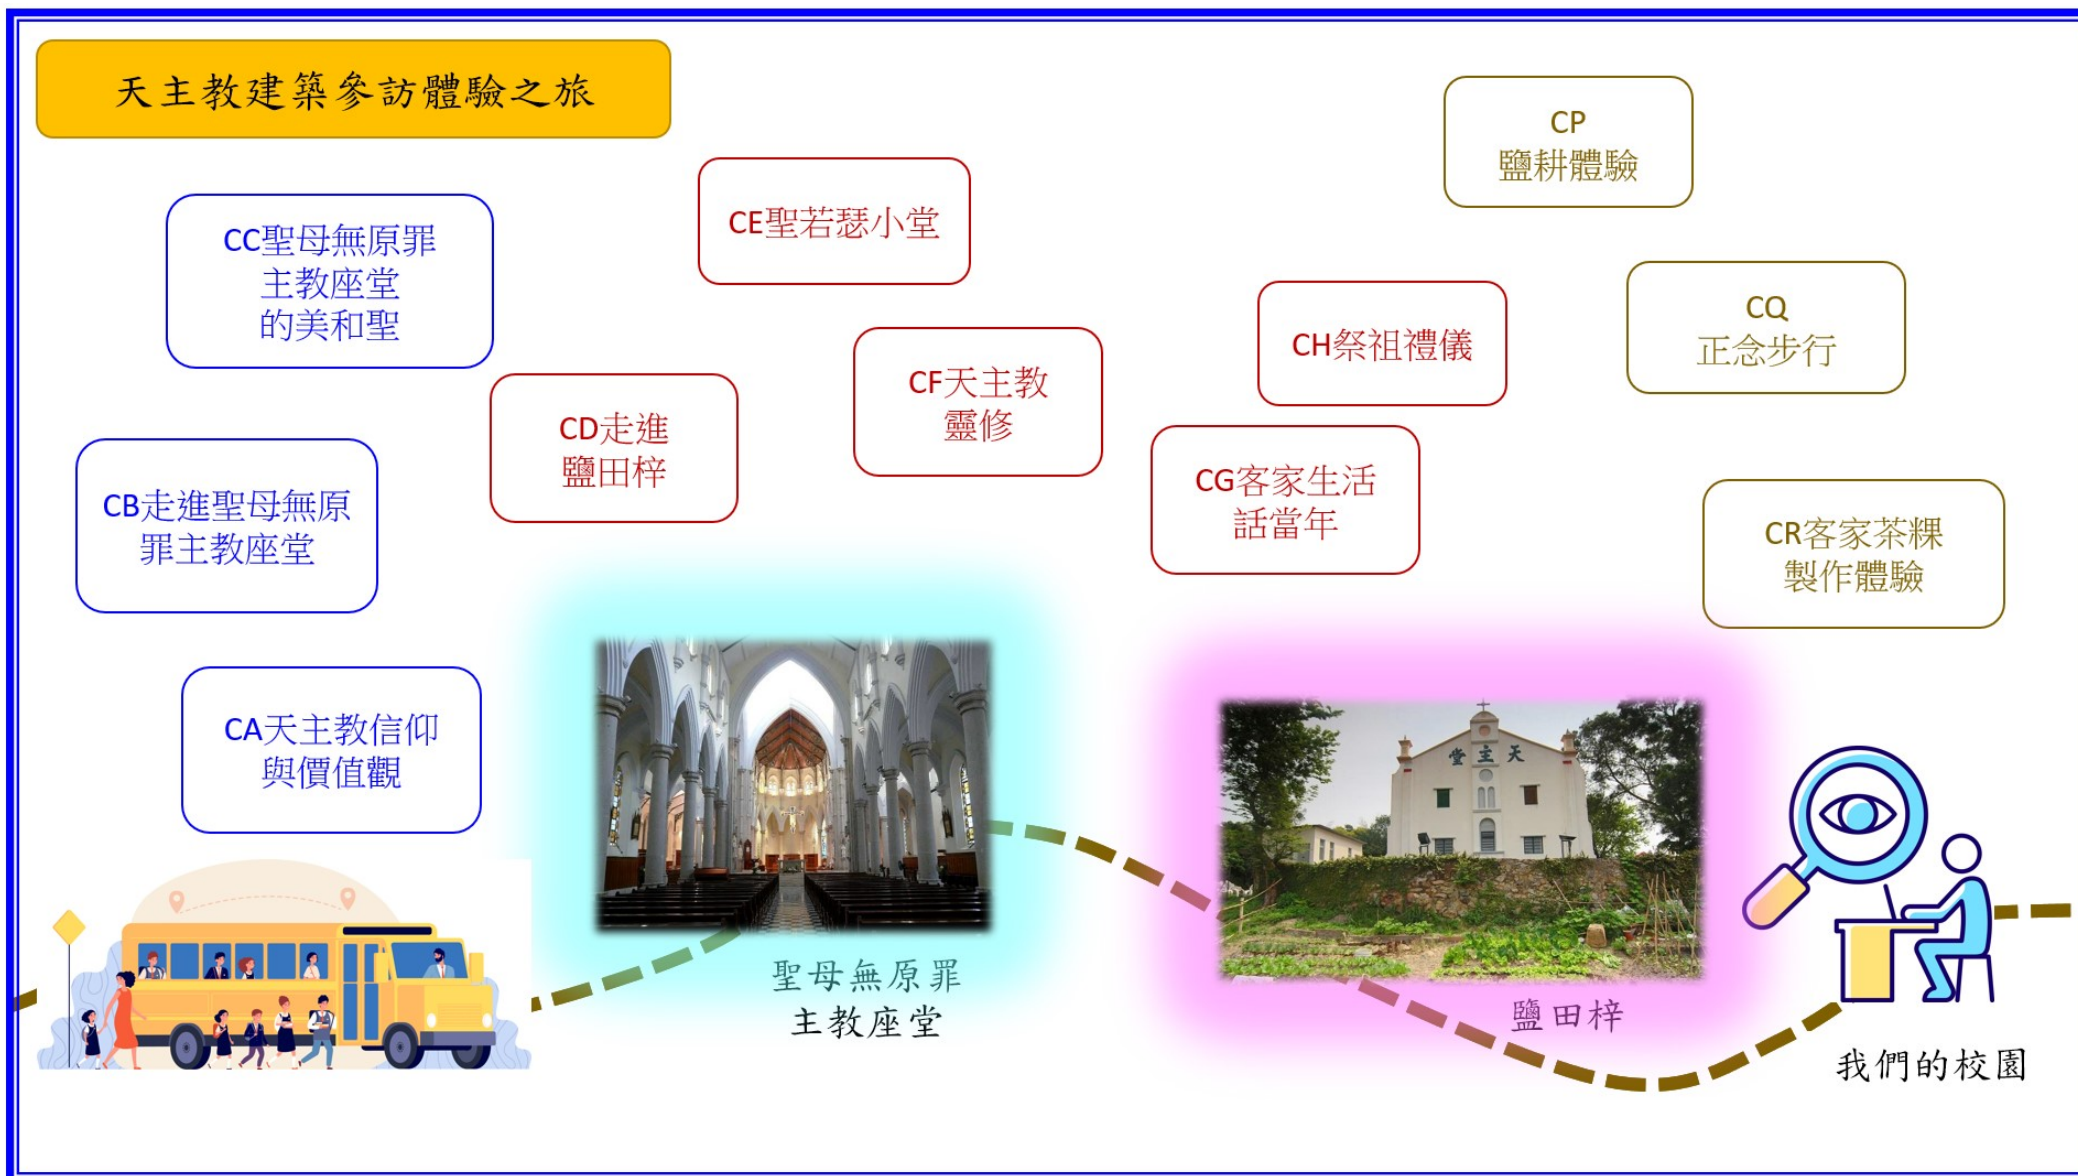 天主教建築參訪體驗之旅
CP
鹽耕體驗
CE聖若瑟小堂
CC聖母無原罪
主教座堂
的美和聖
CQ
正念步行
CH祭祖禮儀
CF天主教
靈修
CD走進
鹽田梓
CG客家生活
話當年
CB走進聖母無原
罪主教座堂
CR客家茶粿
製作體驗
CA天主教信仰
與價值觀
堂主天
聖母無原罪
主教座堂
鹽田梓
我們的校園